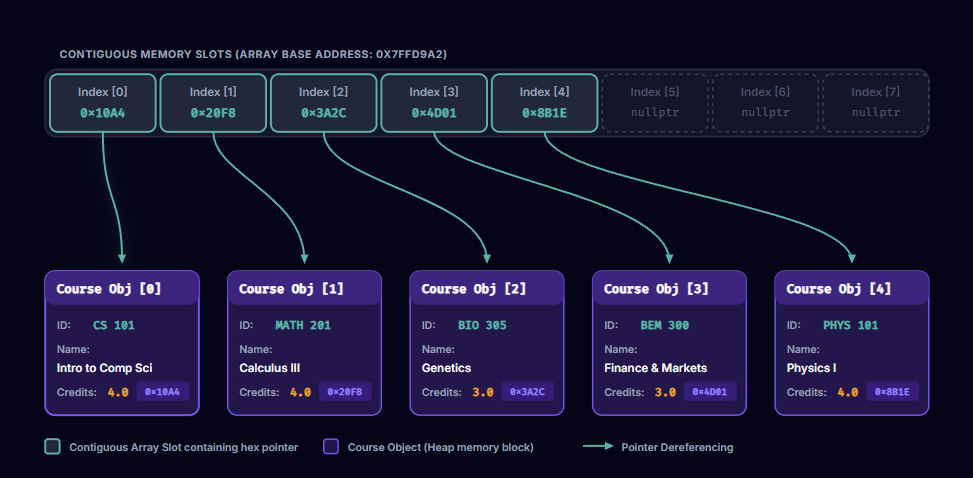 CONTIGUOUS MEMORY SLOTS (ARRAY BASE ADDRESS: 0X7FFD9A2)
Index [0] Index [1] Index [2] Index [3] Index [4] Index [5] Index [6] Index [7]
0×10A4 0×20F8 0×3A2C 0×4D01 0×8B1E nullptr nullptr nullptr
Course Obj [0]
ID: CS 101
Name:
Intro to Comp Sci
Credits: 4.0 0×10A4
Course Obj [1]
ID: MATH 201
Name:
Calculus III
Credits: 4.0 0×20F8
Course Obj [2]
ID: BIO 305
Name:
Genetics
Credits: 3.0 0×3A2C
Course Obj [3]
ID: BEM 300
Name:
Finance & Markets
Credits: 3.0 0×4D01
Course Obj [4]
ID: PHYS 101
Name:
Physics I
Credits: 4.0 0×8B1E
Contiguous Array Slot containing hex pointer Course Object (Heap memory block) Pointer Dereferencing